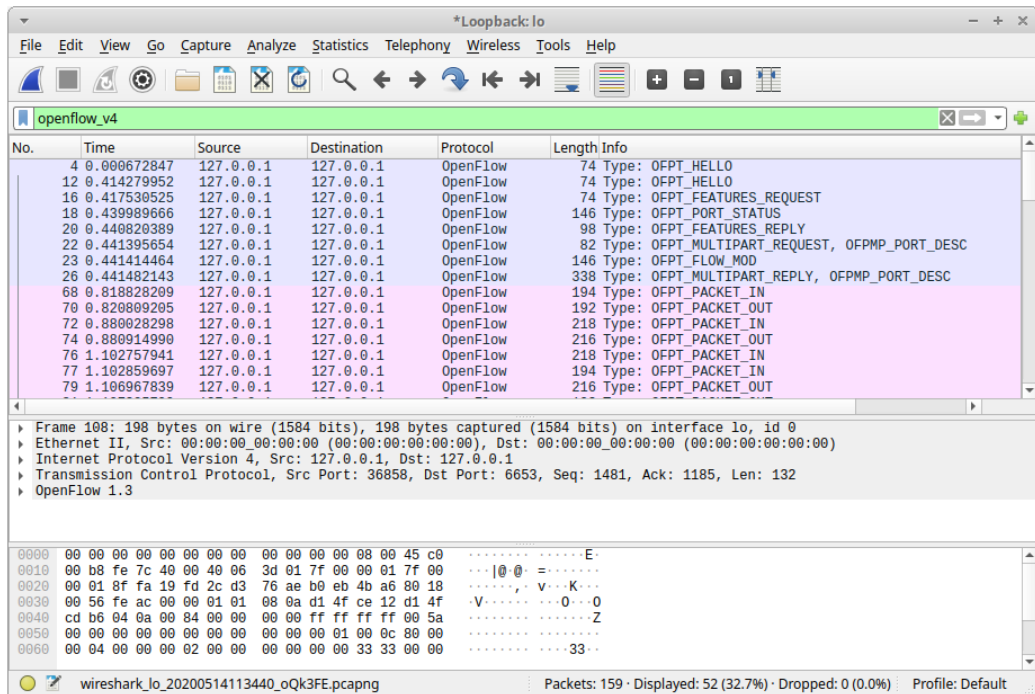 *Loopback: lo
File Edit View Go Capture Analyze Statistics Telephony Wireless Tools Help
openflow_v4
No. Time Source Destination Protocol Length Info
4 0.000672847 127.0.0.1 127.0.0.1 OpenFlow 74 Type: OFPT_HELLO
12 0.414279952 127.0.0.1 127.0.0.1 OpenFlow 74 Type: OFPT_HELLO
16 0.417530525 127.0.0.1 127.0.0.1 OpenFlow 74 Type: OFPT_FEATURES_REQUEST
18 0.439989666 127.0.0.1 127.0.0.1 OpenFlow 146 Type: OFPT_PORT_STATUS
20 0.440820389 127.0.0.1 127.0.0.1 OpenFlow 98 Type: OFPT_FEATURES_REPLY
22 0.441395654 127.0.0.1 127.0.0.1 OpenFlow 82 Type: OFPT_MULTIPART_REQUEST, OFPMP_PORT_DESC
23 0.441414464 127.0.0.1 127.0.0.1 OpenFlow 146 Type: OFPT_FLOW_MOD
26 0.441482143 127.0.0.1 127.0.0.1 OpenFlow 338 Type: OFPT_MULTIPART_REPLY, OFPMP_PORT_DESC
68 0.818828209 127.0.0.1 127.0.0.1 OpenFlow 194 Type: OFPT_PACKET_IN
70 0.820809205 127.0.0.1 127.0.0.1 OpenFlow 192 Type: OFPT_PACKET_OUT
72 0.880028298 127.0.0.1 127.0.0.1 OpenFlow 218 Type: OFPT_PACKET_IN
74 0.880914990 127.0.0.1 127.0.0.1 OpenFlow 216 Type: OFPT_PACKET_OUT
76 1.102757941 127.0.0.1 127.0.0.1 OpenFlow 218 Type: OFPT_PACKET_IN
77 1.102859697 127.0.0.1 127.0.0.1 OpenFlow 194 Type: OFPT_PACKET_IN
79 1.106967839 127.0.0.1 127.0.0.1 OpenFlow 216 Type: OFPT_PACKET_OUT
Frame 108: 198 bytes on wire (1584 bits), 198 bytes captured (1584 bits) on interface lo, id 0
Ethernet II, Src: 00:00:00_00:00:00 (00:00:00:00:00:00), Dst: 00:00:00_00:00:00 (00:00:00:00:00:00)
Internet Protocol Version 4, Src: 127.0.0.1, Dst: 127.0.0.1
Transmission Control Protocol, Src Port: 36858, Dst Port: 6653, Seq: 1481, Ack: 1185, Len: 132
OpenFlow 1.3
0000 00 00 00 00 00 00 00 00 00 00 00 00 08 00 45 c0 ········ ······E·
0010 00 b8 fe 7c 40 00 40 06 3d 01 7f 00 00 01 7f 00 ···|@·@· =·······
0020 00 01 8f fa 19 fd 2c d3 76 ae b0 eb 4b a6 80 18 ······,· v···K···
0030 00 56 fe ac 00 00 01 01 08 0a d1 4f ce 12 d1 4f ·V······ ···O···O
0040 cd b6 04 0a 00 84 00 00 00 00 ff ff ff ff 00 5a ········ ·······Z
0050 00 00 00 00 00 00 00 00 00 00 00 01 00 0c 80 00 ········ ········
0060 00 04 00 00 00 02 00 00 00 00 00 00 33 33 00 00 ········ ····33··
wireshark_lo_20200514113440_oQk3FE.pcapng Packets: 159 · Displayed: 52 (32.7%) · Dropped: 0 (0.0%) Profile: Default